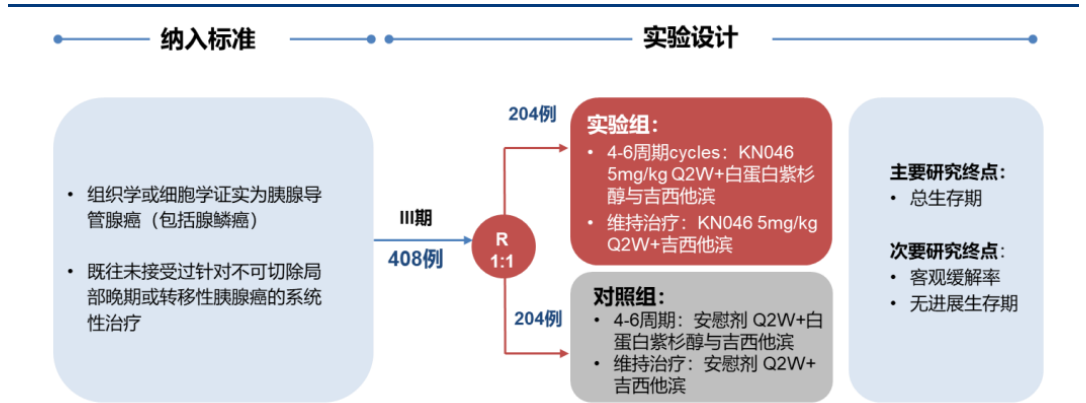 纳入标准
实验设计
• 组织学或细胞学证实为胰腺导
管腺癌（包括腺鳞癌）
• 既往未接受过针对不可切除局
部晚期或转移性胰腺癌的系统
性治疗
III期
408例
R
1:1
204例
204例
实验组：
• 4-6周期cycles：KN046
5mg/kg Q2W+白蛋白紫杉
醇与吉西他滨
• 维持治疗：KN046 5mg/kg
Q2W+吉西他滨
对照组：
• 4-6周期：安慰剂 Q2W+白
蛋白紫杉醇与吉西他滨
• 维持治疗：安慰剂 Q2W+
吉西他滨
主要研究终点：
• 总生存期
次要研究终点：
• 客观缓解率
• 无进展生存期